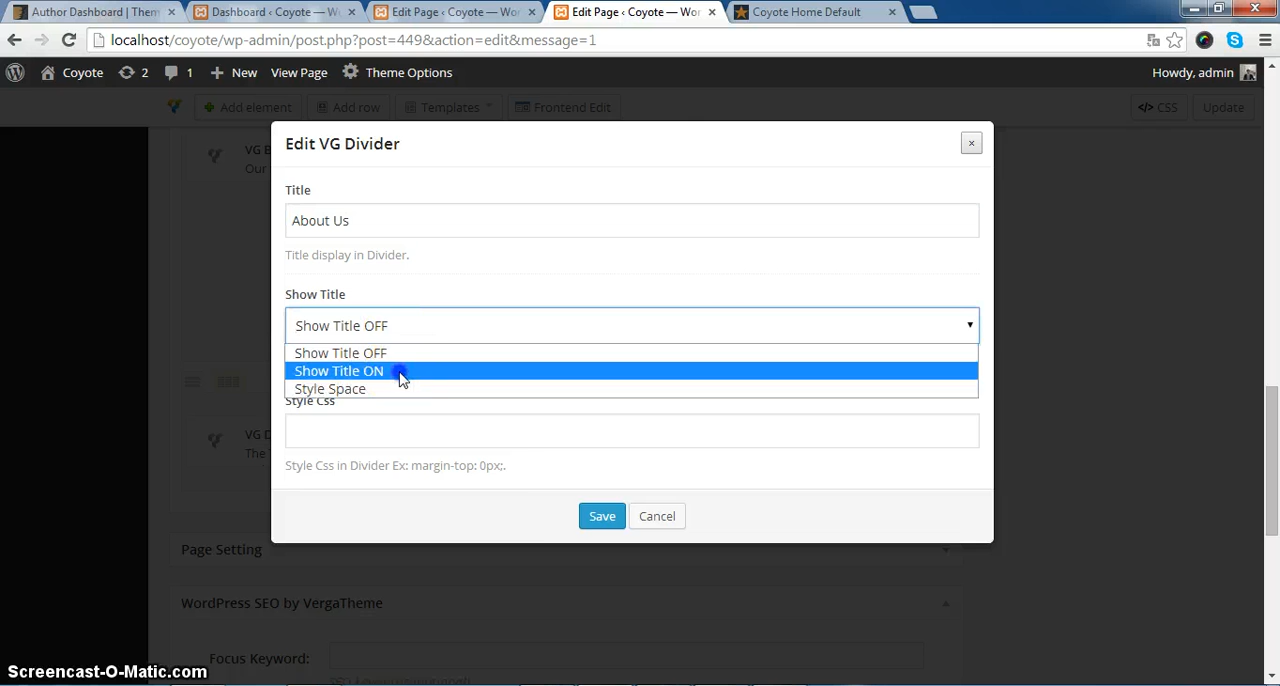 Author Dashboard | Them
Dashboard ‹ Coyote — W
Edit Page ‹ Coyote — Wor
Edit Page ‹ Coyote — Wor
Coyote Home Default
localhost/coyote/wp-admin/post.php?post=449&action=edit&message=1
Coyote
2
1
New
View Page
Theme Options
Howdy, admin
Add element
Add row
Templates
Frontend Edit
</> CSS
Update
Edit VG Divider
×
VG B
Our
Title
About Us
Title display in Divider.
Show Title
Show Title OFF
Show Title OFF
Show Title ON
Style Space
Style Css
VG D
The
Style Css in Divider Ex: margin-top: 0px;.
Save
Cancel
Page Setting
WordPress SEO by VergaTheme
Focus Keyword:
Screencast-O-Matic.com